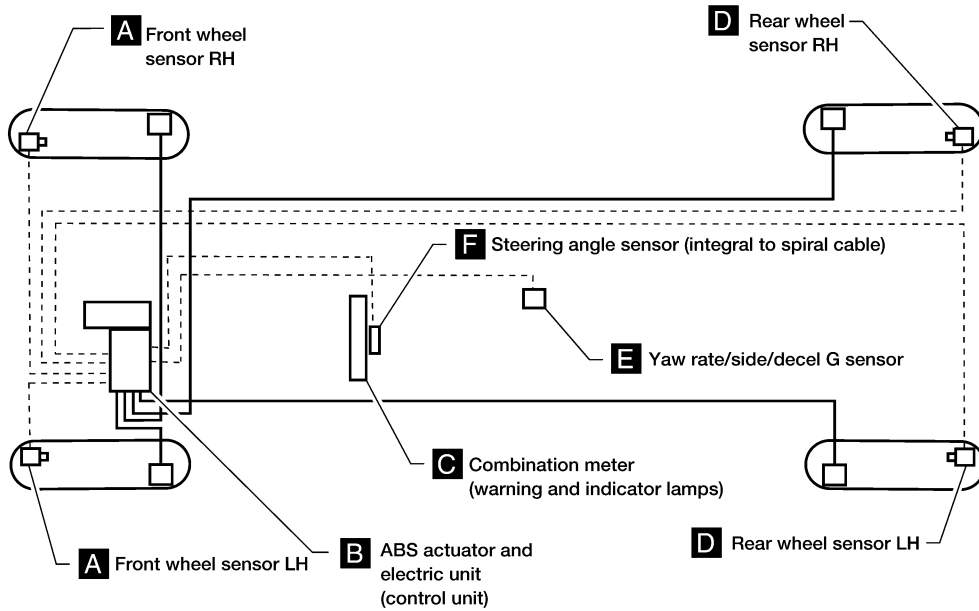 A Front wheel
sensor RH
D Rear wheel
sensor RH
F Steering angle sensor (integral to spiral cable)
E Yaw rate/side/decel G sensor
C Combination meter
(warning and indicator lamps)
A Front wheel sensor LH
B ABS actuator and
electric unit
(control unit)
D Rear wheel sensor LH